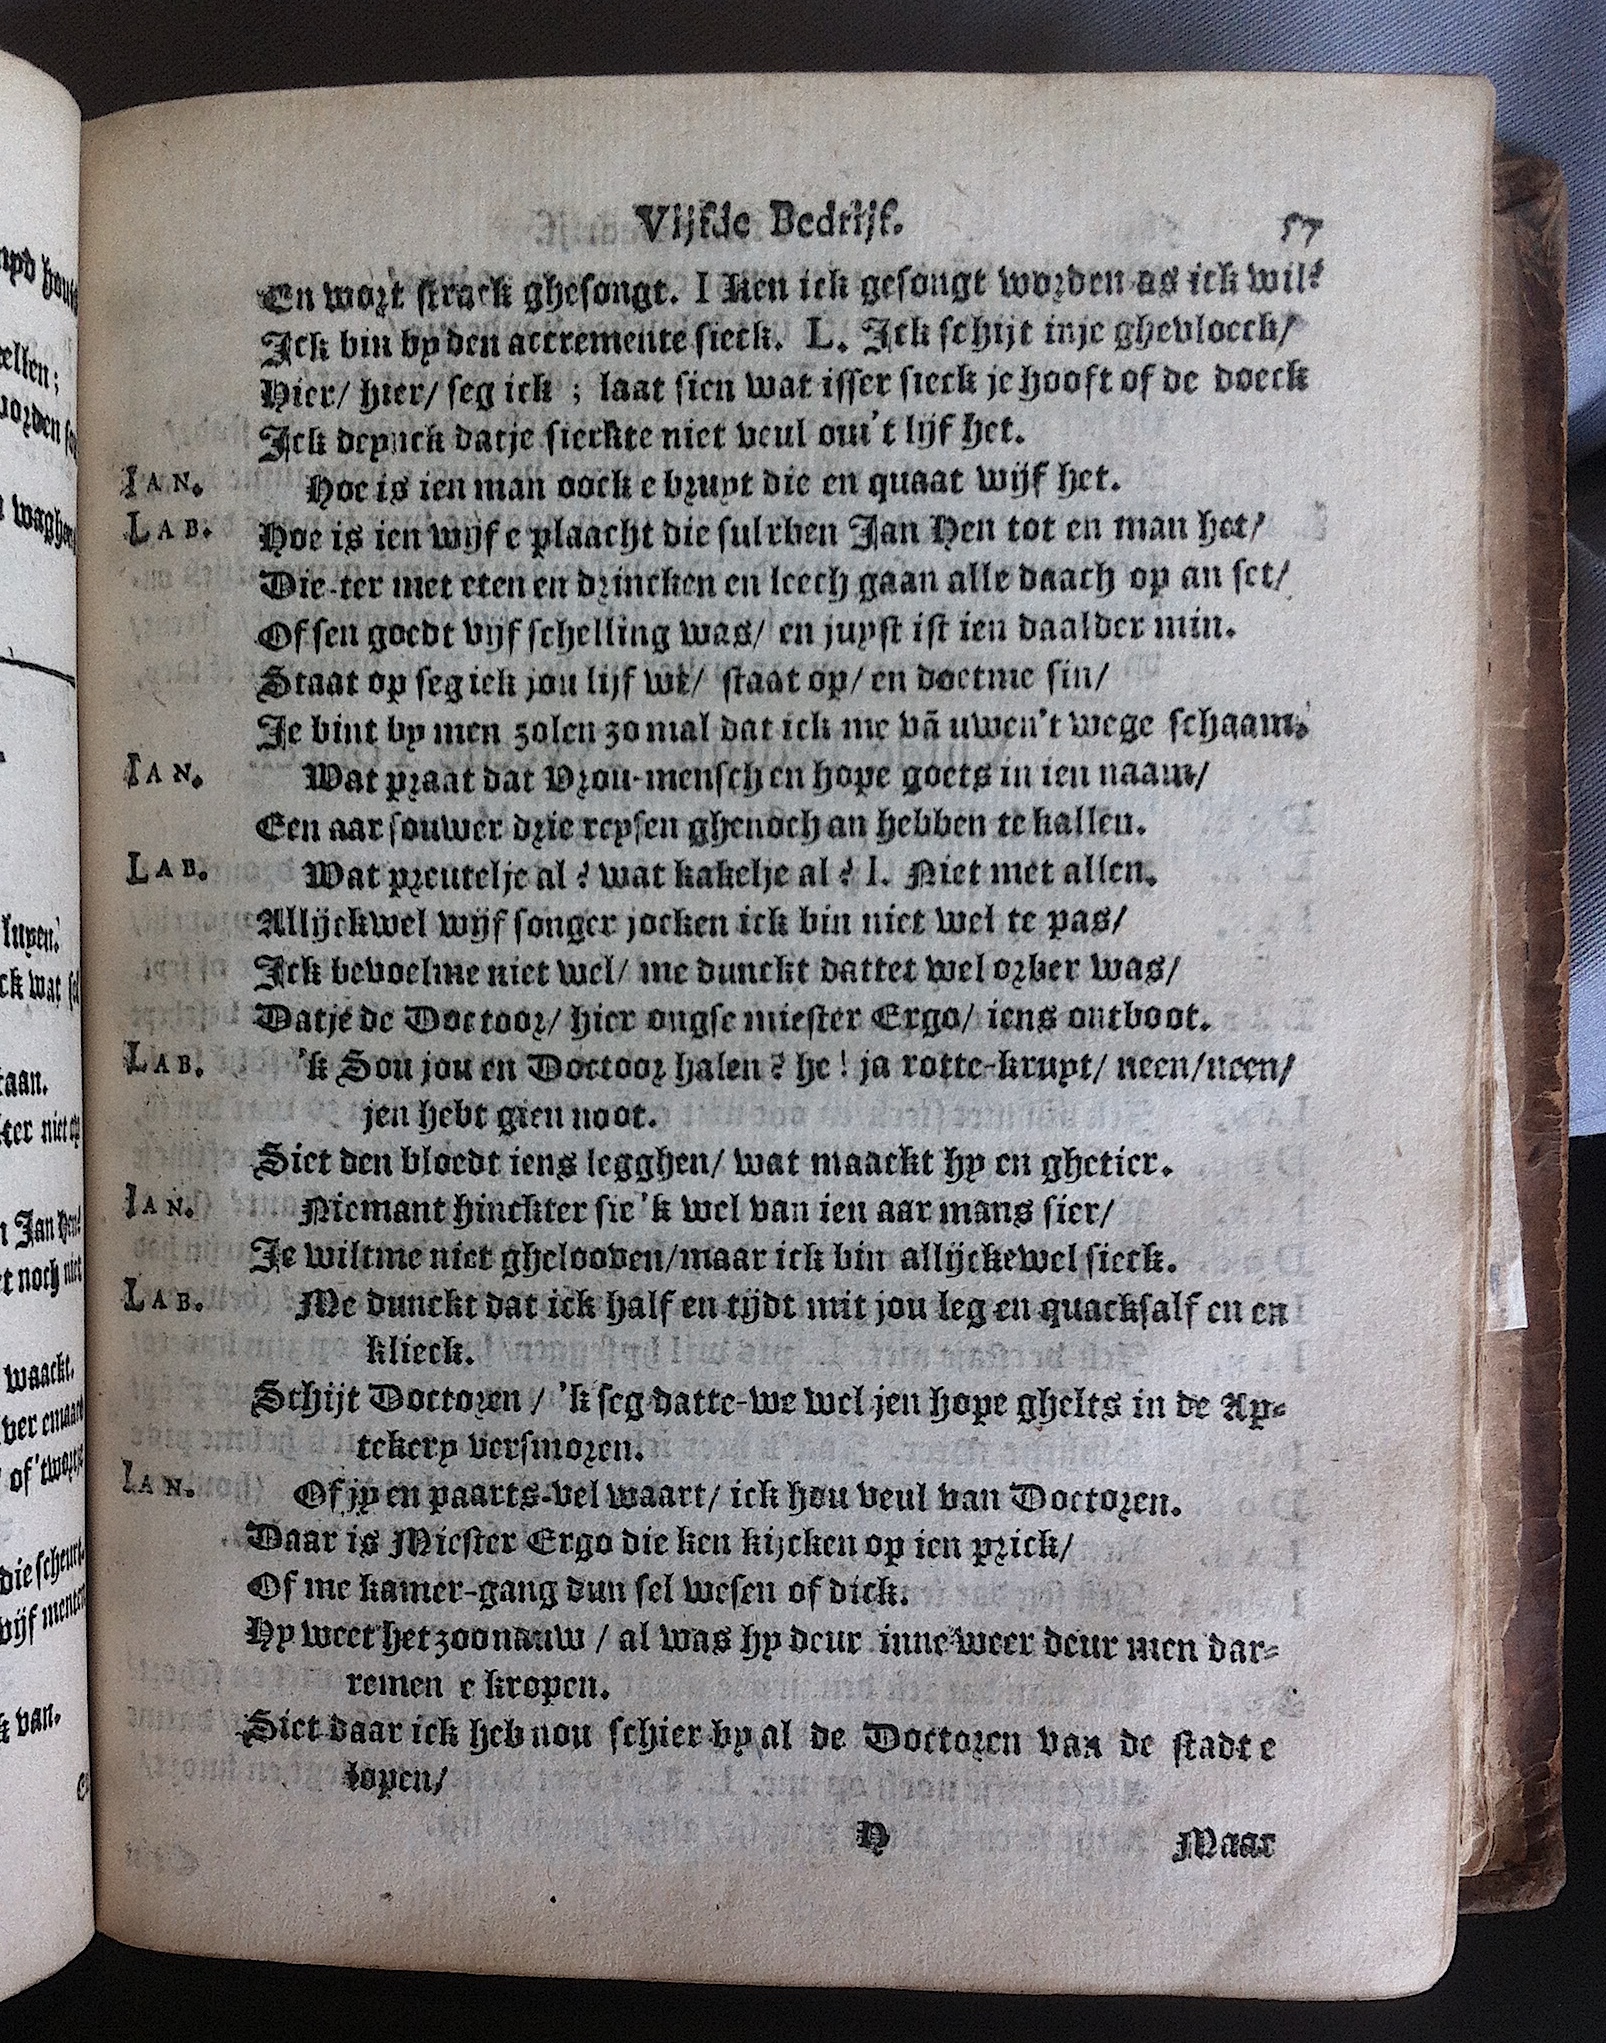 Vijfde Bedrijf. 57
En wort strack ghesongt. I Ken ick gesongt worden as ick wil?
Ick bin by den accremente sieck. L. Ick schijt inje ghevloeck/
Hier/ hier/ seg ick ; laat sien wat isser sieck je hooft of de doeck
Ick deynck datje sieckte niet veul om't lijf het.
IAN. Hoe is ien man oock e bruyt die en quaat wijf het.
LAB. Hoe is ien wijf e plaacht die sulcken Jan Hen tot en man het/
Die-ter met eten en drincken en leech gaan alle daach op an set/
Of sen goedt vijf schelling was/ en juyst ist ien daalder min.
Staat op seg ick jou lijf wt/ staat op/ en doetme sin/
Je bint by men zolen zo mal dat ick me vã uwen't wege schaam.
IAN. Wat praat dat Vrou-mensch en hope goets in ien naam/
Een aar souwer drie reysen ghenoch an hebben te kallen.
LAB. Wat preutelje al? wat kakelje al? I. Niet met allen.
Allijckwel wijf songer jocken ick bin niet wel te pas/
Ick bevoelme niet wel/ me dunckt dattet wel orber was/
Datje de Doctoor/ hier ongse miester Ergo/ iens ontboot.
LAB. 'k Sou jou en Doctoor halen? he! ja rotte-kruyt/ neen/neen/
jen hebt gien noot.
Siet den bloedt iens legghen/ wat maackt hy en ghetier.
IAN. Niemant hinckter sie 'k wel van ien aar mans sier/
Je wiltme niet ghelooven/maar ick bin allijckewel sieck.
LAB. Me dunckt dat ick half en tijdt mit jou leg en quacksalf en en
klieck.
Schijt Doctoren / 'k seg datte-we wel jen hope ghelts in de Ap-
tekery versmoren.
IAN. Of jy en paarts-vel waart/ ick hou veul van Doctoren.
Daar is Miester Ergo die ken kijcken op ien prick/
Of me kamer-gang dun sel wesen of dick.
Hy weet het zoo nauw / al was hy deur inne weer deur men dar-
remen e kropen.
Siet daar ick heb nou schier by al de Doctoren van de stadt e
lopen/
H Maar